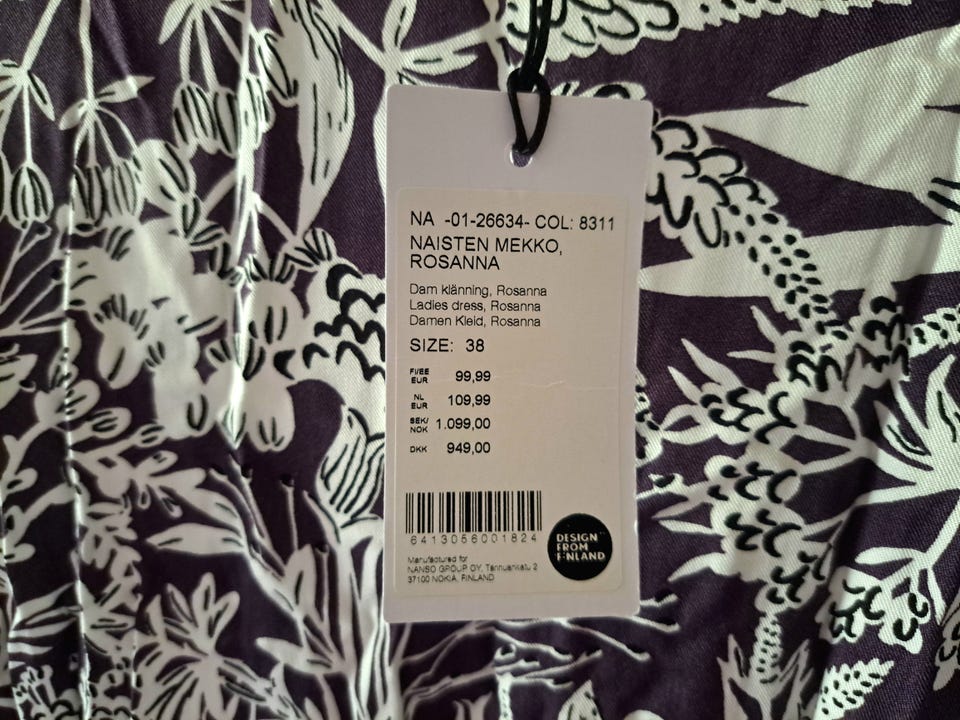 NA -01-26634- COL: 8311
NAISTEN MEKKO,
ROSANNA
Dam klänning, Rosanna
Ladies dress, Rosanna
Damen Kleid, Rosanna
SIZE: 38
FI/EE
EUR 99,99
NL
EUR 109,99
SEK/
NOK 1.099,00
DKK 949,00
6413056001824
DESIGN
FROM
FINLAND
Manufactured for
NANSO GROUP OY, Tannuankatu 2
37100 NOKIA, FINLAND